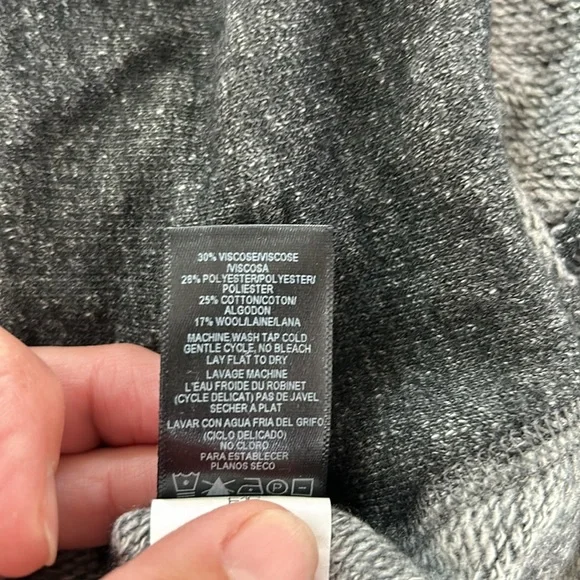 30% VISCOSE/VISCOSE
/VISCOSA
28% POLYESTER/POLYESTER/
POLIESTER
25% COTTON/COTON/
ALGODON
17% WOOL/LAINE/LANA
MACHINE WASH TAP COLD
GENTLE CYCLE, NO BLEACH
LAY FLAT TO DRY
LAVAGE MACHINE
L'EAU FROIDE DU ROBINET
(CYCLE DELICAT) PAS DE JAVEL
SECHER A PLAT
LAVAR CON AGUA FRIA DEL GRIFO
(CICLO DELICADO)
NO CLORO
PARA ESTABLECER
PLANOS SECO
P